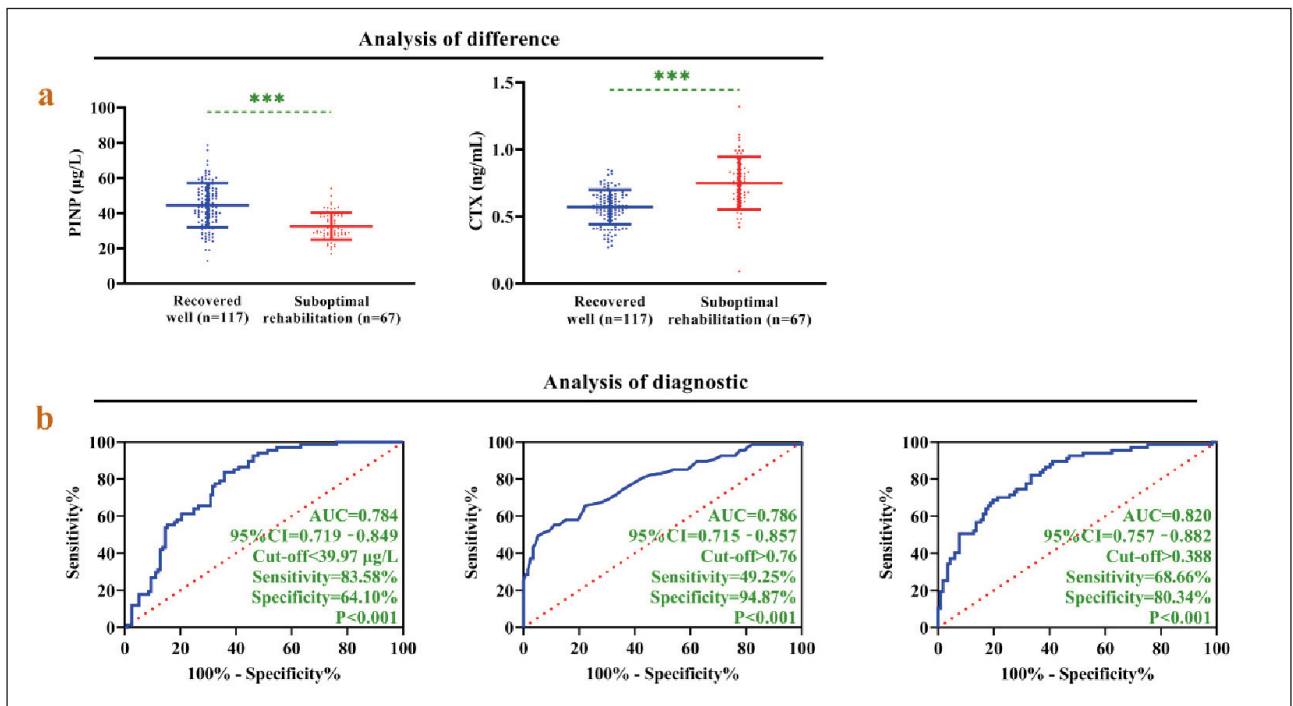 Analysis of difference
a
***
100
80
60
40
20
0
PINP (μg/L)
Recovered
well (n=117)
Suboptimal
rehabilitation (n=67)
***
1.5
1.0
0.5
0.0
CTX (ng/mL)
Recovered
well (n=117)
Suboptimal
rehabilitation (n=67)
Analysis of diagnostic
b
100
80
60
40
20
0
Sensitivity%
AUC=0.784
95%CI=0.719 - 0.849
Cut-off<39.97 μg/L
Sensitivity=83.58%
Specificity=64.10%
P<0.001
0 20 40 60 80 100
100% - Specificity%
100
80
60
40
20
0
Sensitivity%
AUC=0.786
95%CI=0.715 - 0.857
Cut-off>0.76
Sensitivity=49.25%
Specificity=94.87%
P<0.001
0 20 40 60 80 100
100% - Specificity%
100
80
60
40
20
0
Sensitivity%
AUC=0.820
95%CI=0.757 - 0.882
Cut-off>0.388
Sensitivity=68.66%
Specificity=80.34%
P<0.001
0 20 40 60 80 100
100% - Specificity%